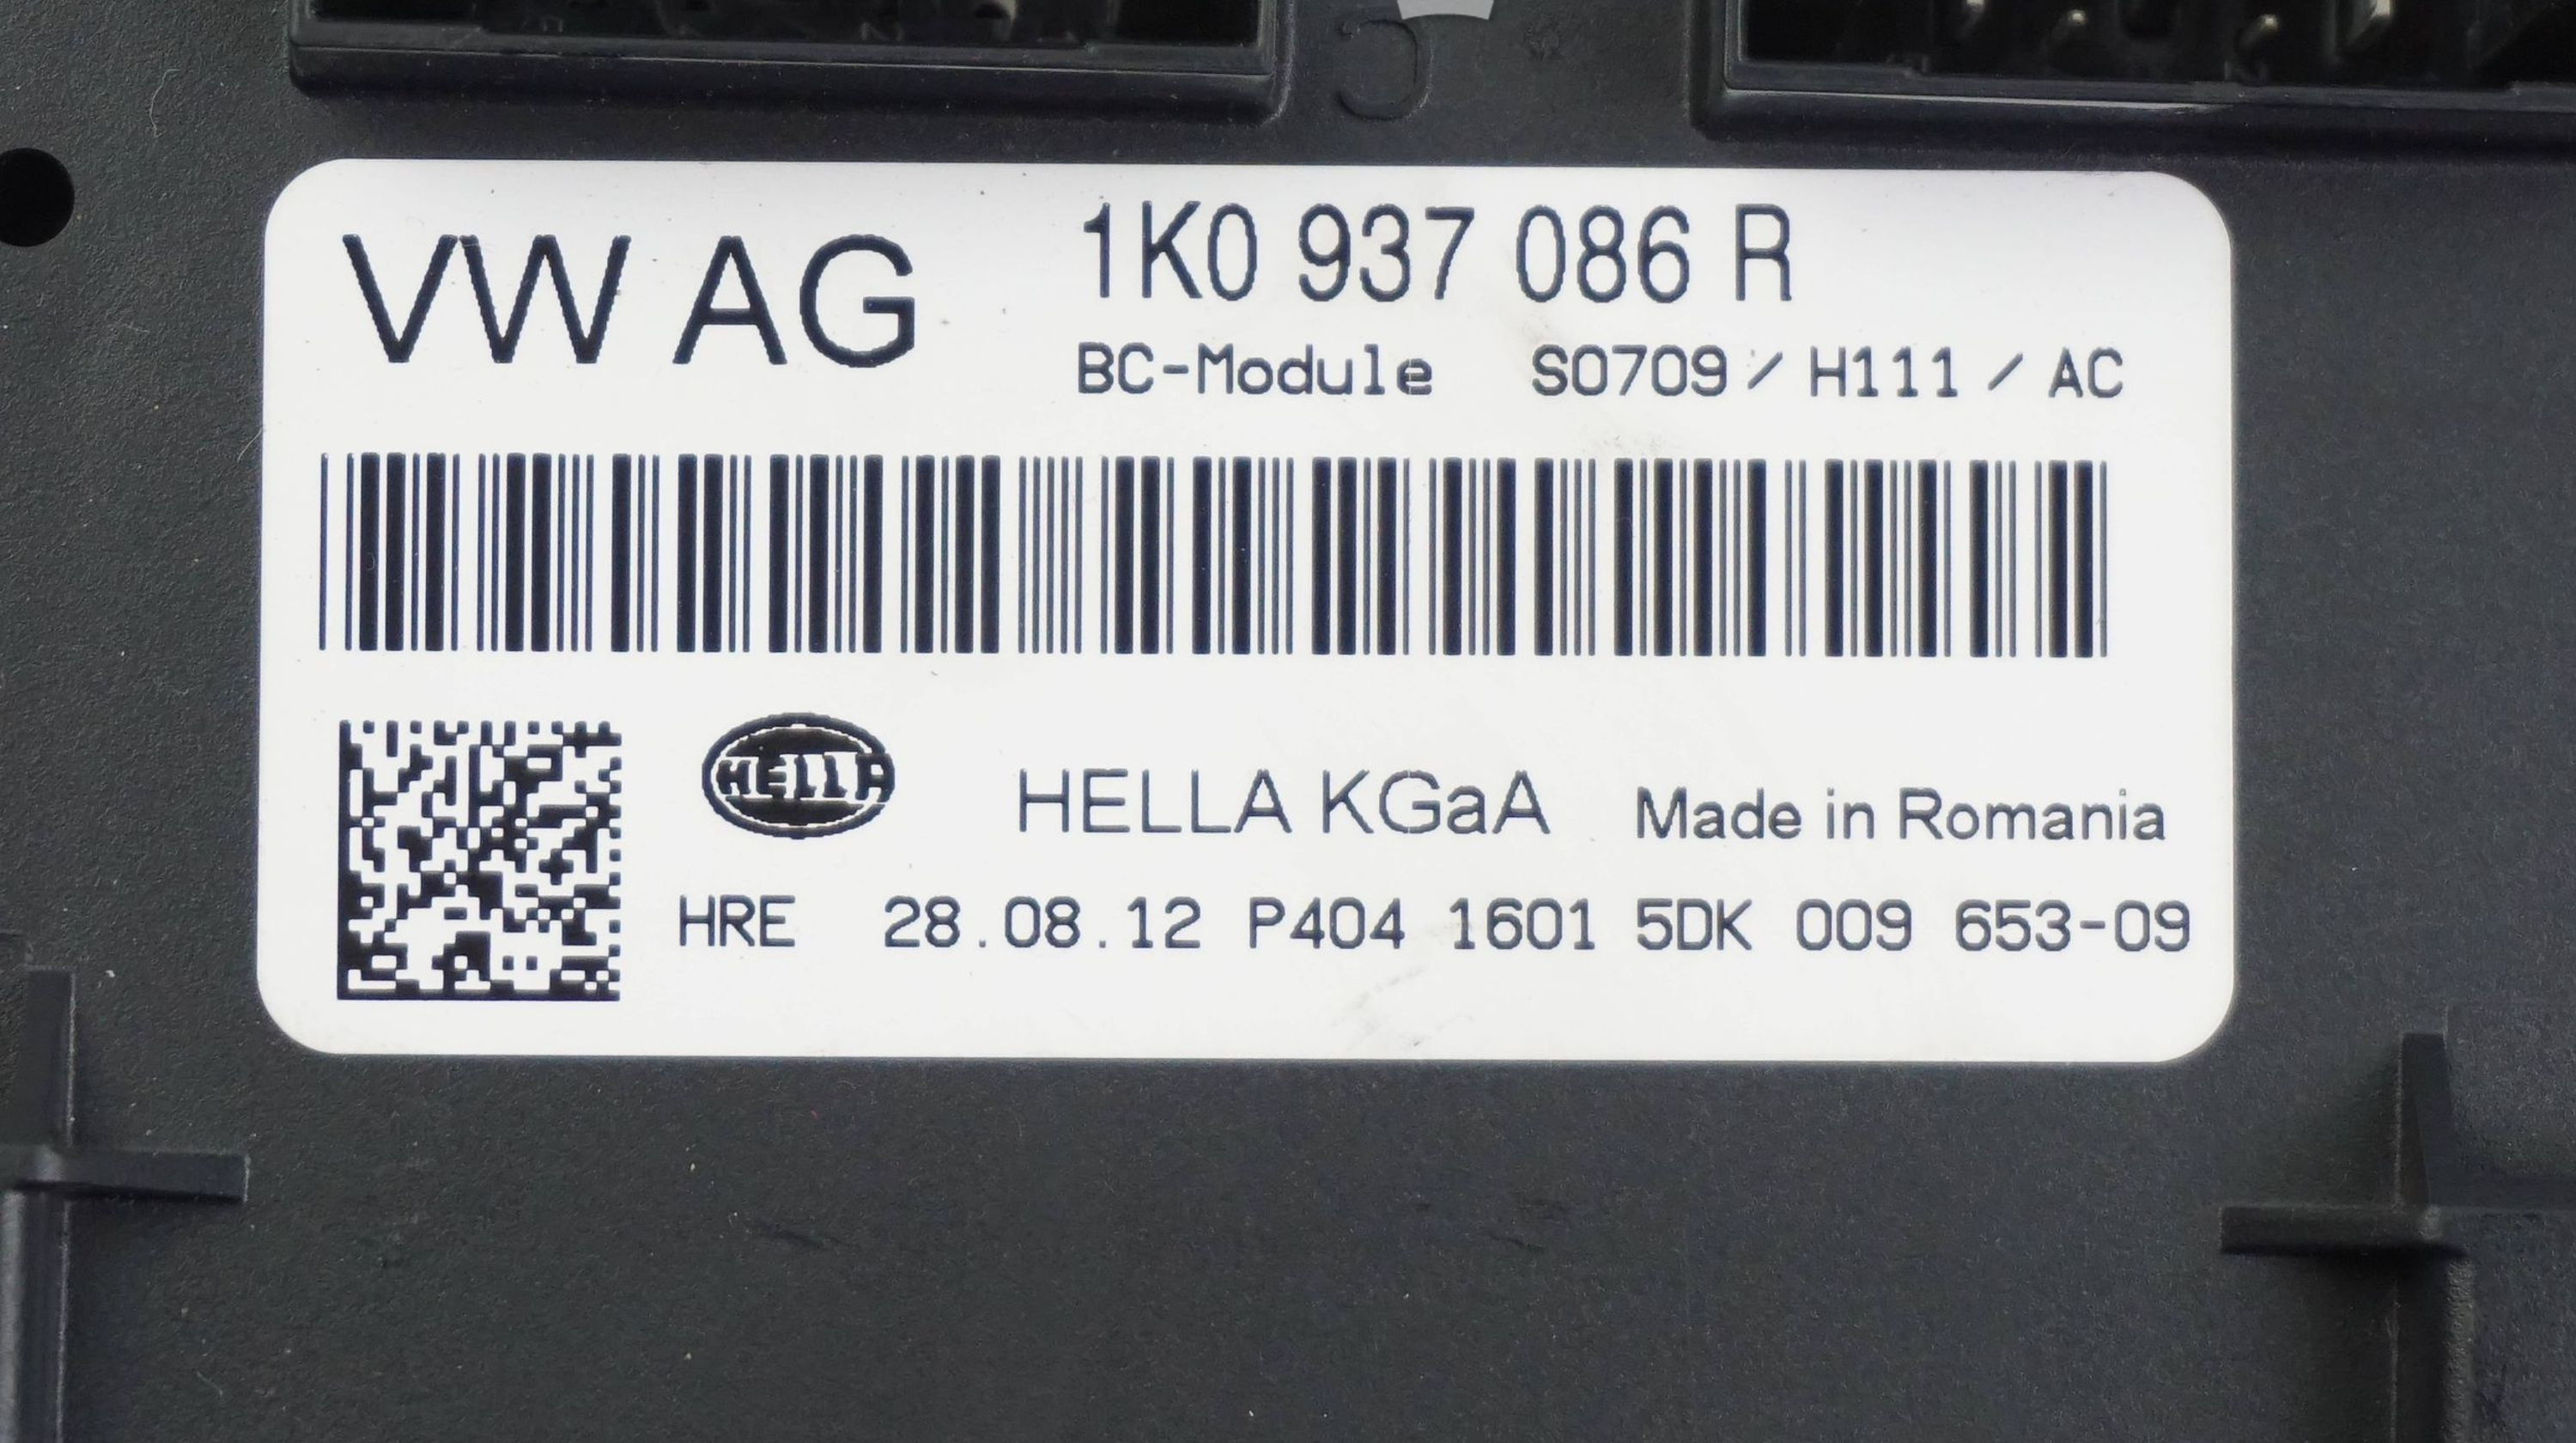 VW AG 1K0 937 086 R
BC-Module S0709 / H111 / AC
HELLA HELLA KGaA Made in Romania
HRE 28.08.12 P404 1601 5DK 009 653-09